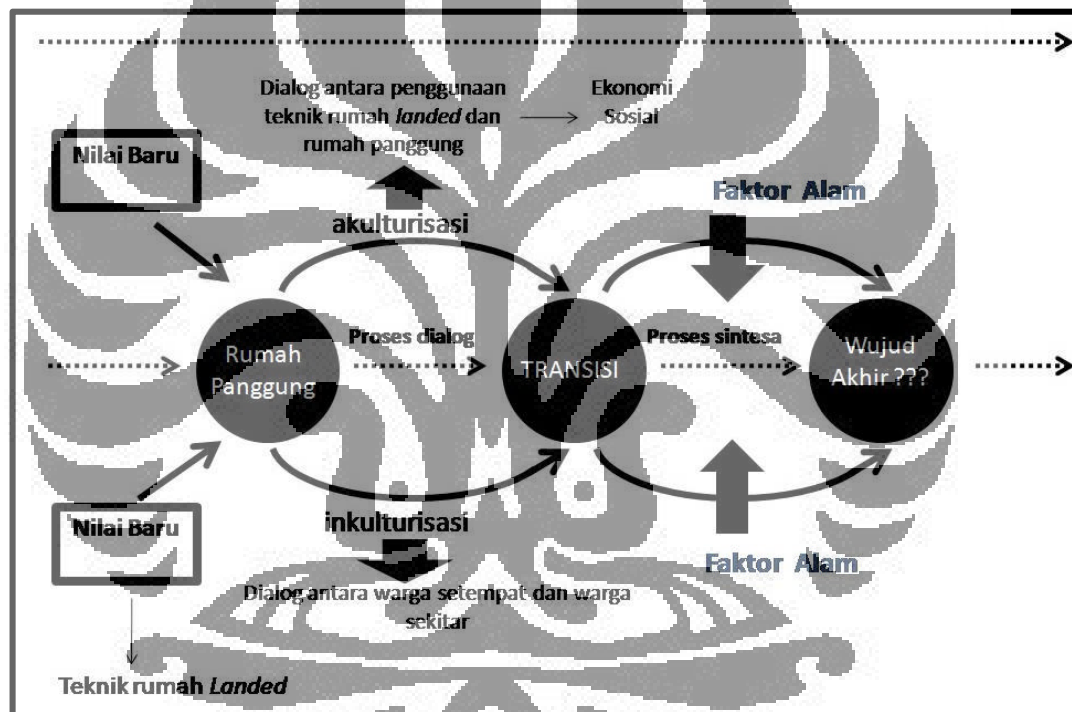 Dialog antara penggunaan
teknik rumah landed dan
rumah panggung
Ekonomi
Sosial
Nilai Baru
Faktor Alam
akulturisasi
Proses dialog
Proses sintesa
Rumah
Panggung
TRANSISI
Wujud
Akhir ???
Nilai Baru
inkulturisasi
Faktor Alam
Dialog antara warga setempat dan warga
sekitar
Teknik rumah Landed